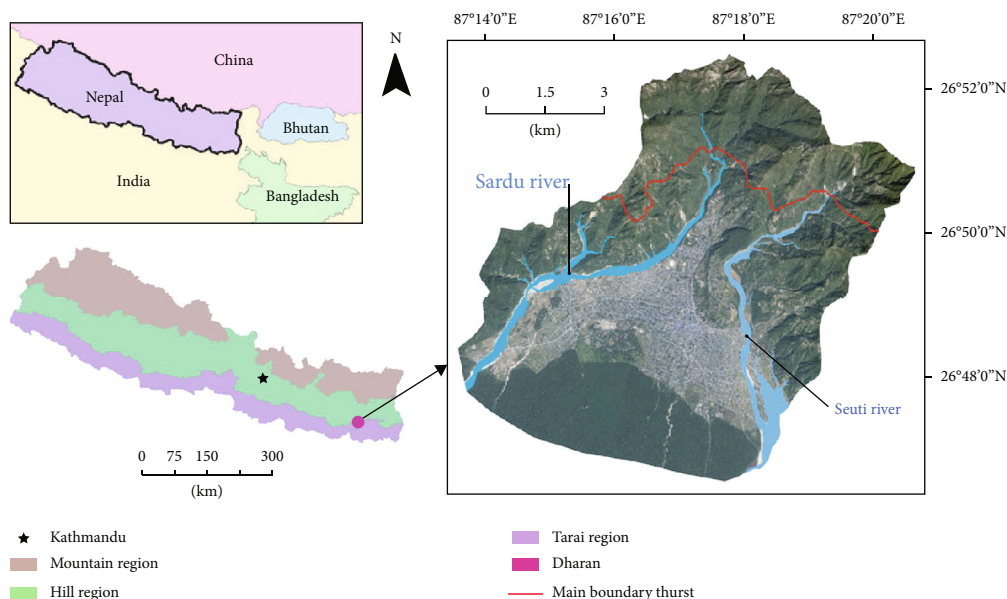 China
Nepal
Bhutan
India
Bangladesh
N
87°14’0”’’E
87°16’0”’’E
87°18’0”’’E
87°20’0”’’E
0 1.5 3
(km)
26°52’0”’’N
26°50’0”’’N
26°48’0”’’N
Sardu river
Seuti river
0 75 150 300
(km)
Kathmandu
Mountain region
Hill region
Tarai region
Dharan
Main boundary thurst